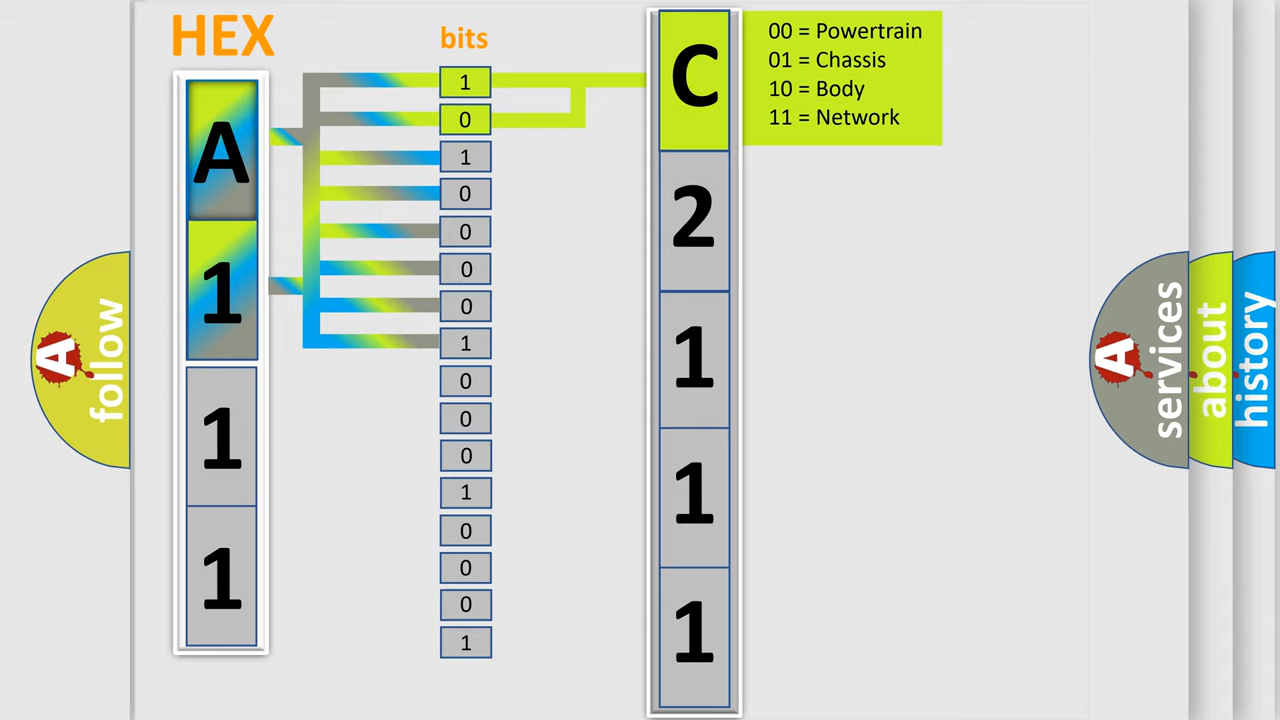 HEX
bits
A
1
1
1
1
0
1
0
0
0
0
1
0
0
0
1
0
0
0
1
C
2
1
1
1
00 = Powertrain
01 = Chassis
10 = Body
11 = Network
A
follow
A
services
about
history